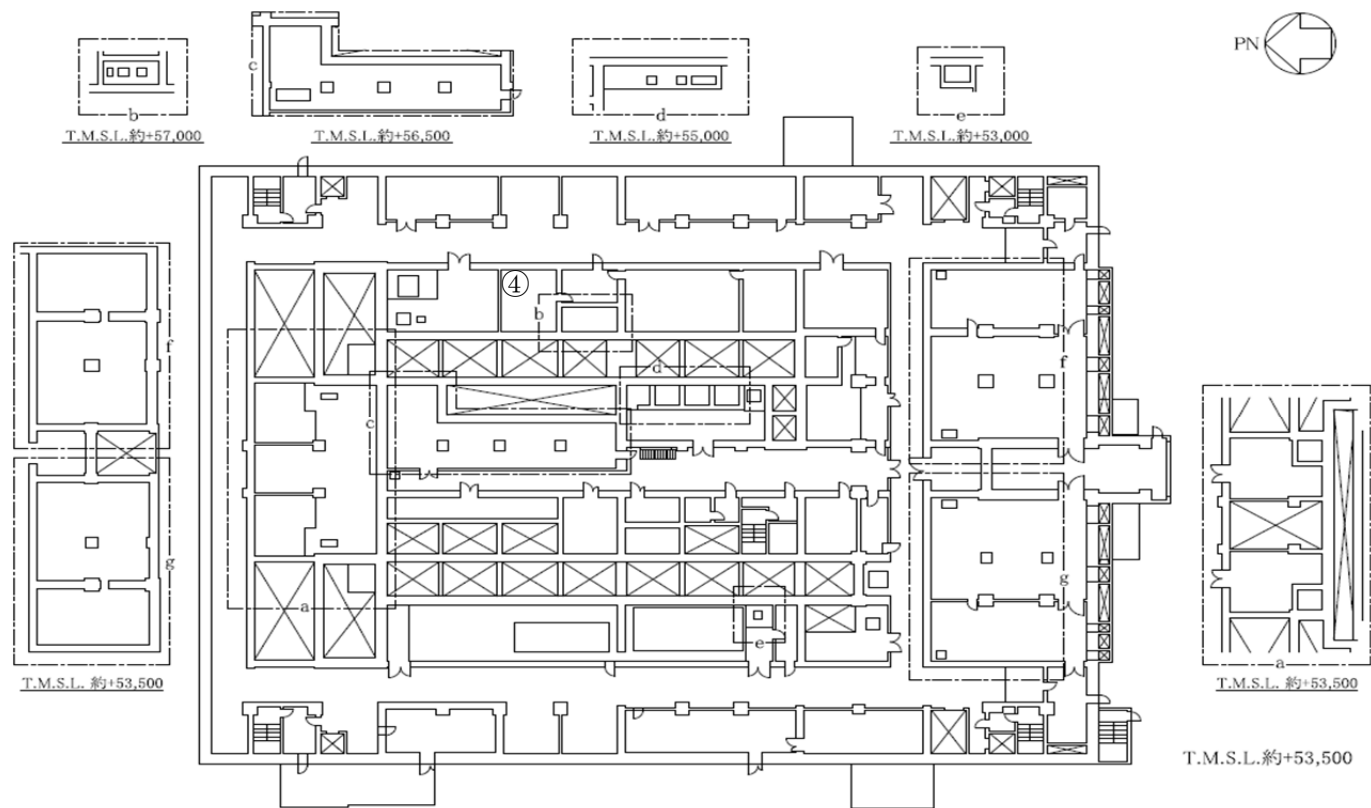 PN
b
T.M.S.L.約+57,000
c
T.M.S.L.約+56,500
d
T.M.S.L.約+55,000
e
T.M.S.L.約+53,000
④
b
d
c
a
e
f
g
f
g
T.M.S.L. 約+53,500
a
T.M.S.L. 約+53,500
T.M.S.L.約+53,500